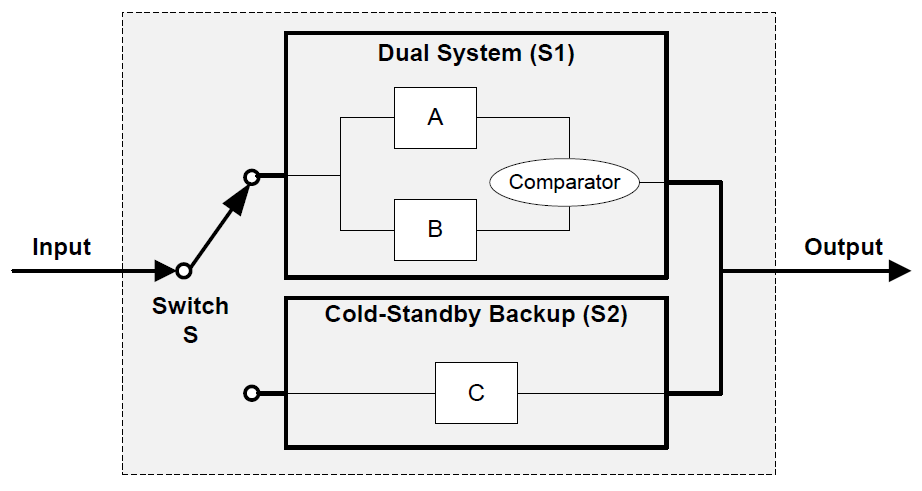 Dual System (S1)
A
Comparator
B
Input
Output
Switch
S
Cold-Standby Backup (S2)
C